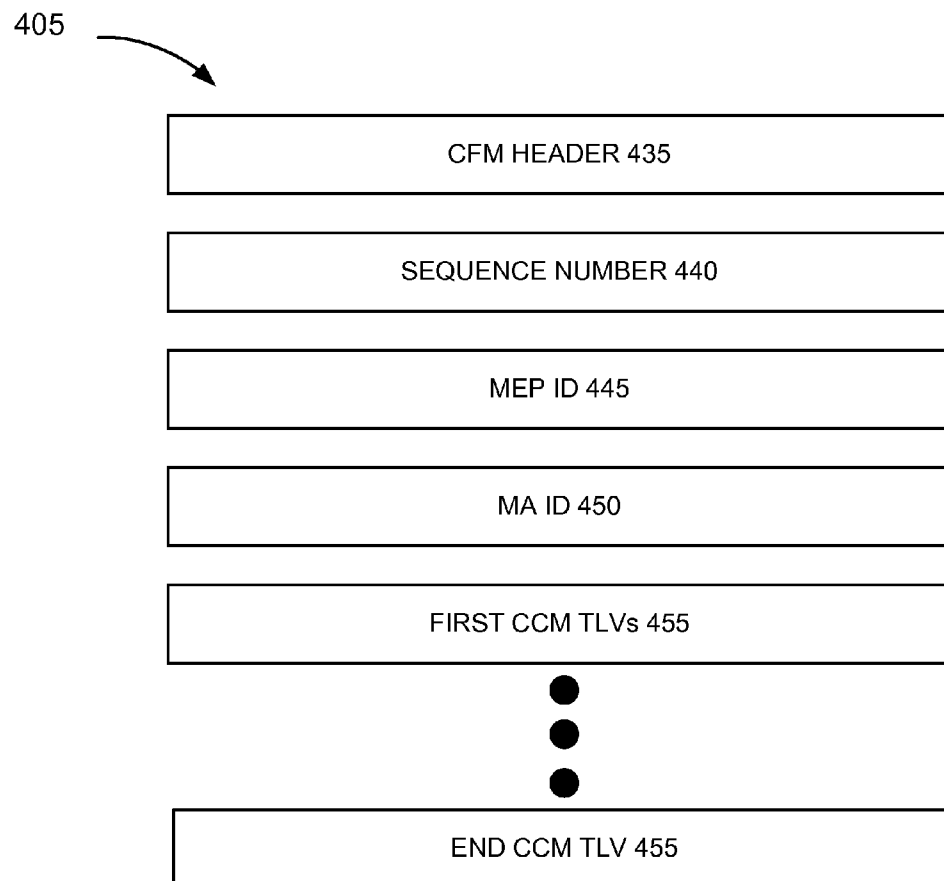 405
CFM HEADER 435
SEQUENCE NUMBER 440
MEP ID 445
MA ID 450
FIRST CCM TLVs 455
END CCM TLV 455